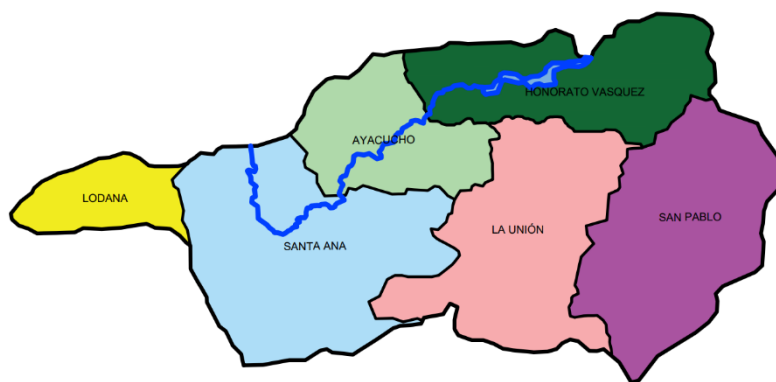 HONORATO VASQUEZ
AYACUCHO
LODANA
SAN PABLO
LA UNIÓN
SANTA ANA